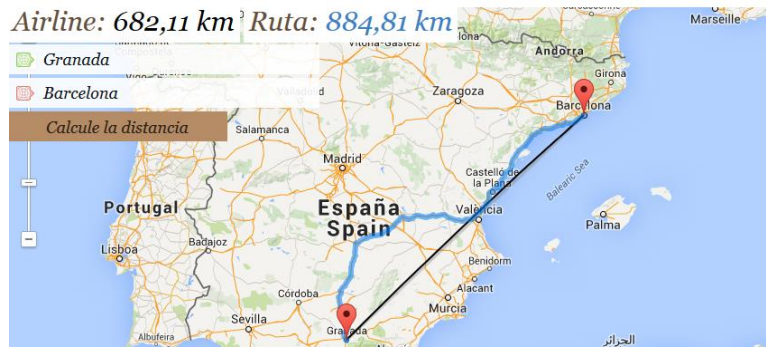 Airline: 682,11 km Ruta: 884,81 km
Marseille
Andorra
Granada
Girona
Barcelona
Zaragoza
Barcelona
Calcule la distancia
Salamanca
Madrid
Castelló de la Plana
Balearic Sea
Portugal
España
Spain
València
Palma
Lisboa
Badajoz
Benidorm
Córdoba
Alacant
Murcia
Sevilla
Granada
Albufeira
الجزائر